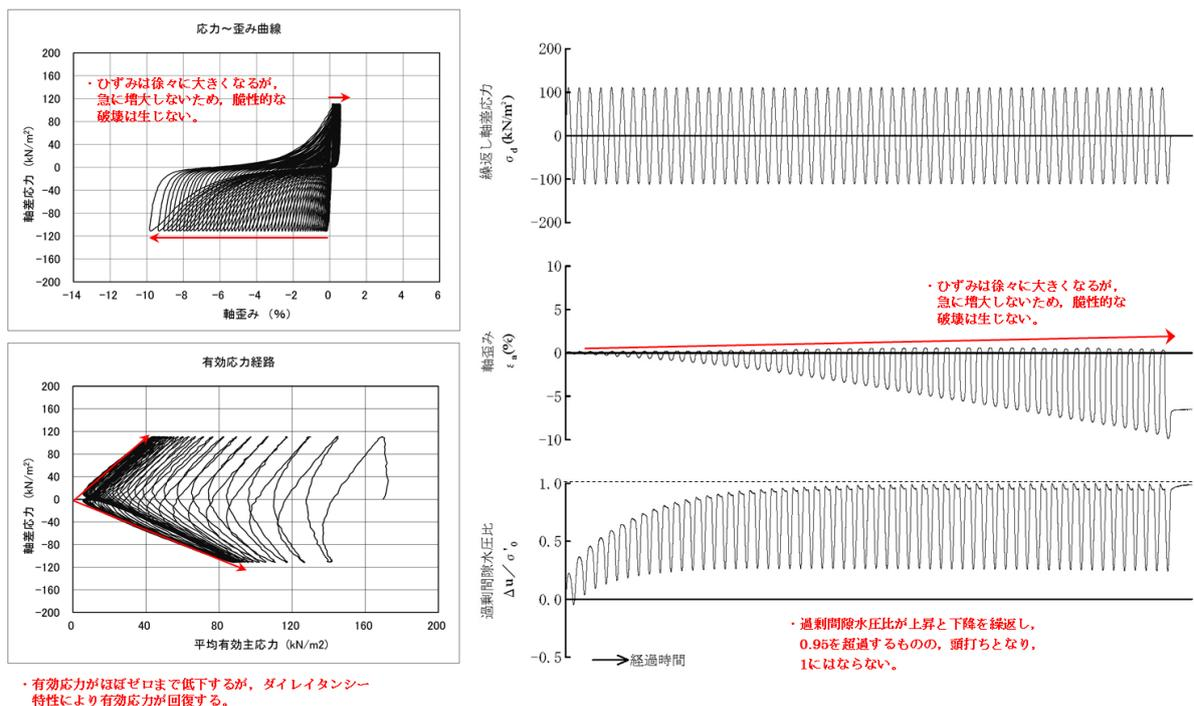 応力～歪み曲線
・ひずみは徐々に大きくなるが，
急に増大しないため，脆性的な
破壊は生じない。
軸差応力（kN/m²）
200
160
120
80
40
0
-40
-80
-120
-160
-200
-14 -12 -10 -8 -6 -4 -2 0 2 4 6
軸歪み （%）
有効応力経路
軸差応力（kN/m²）
200
160
120
80
40
0
-40
-80
-120
-160
-200
0 40 80 120 160 200
平均有効主応力（kN/m2）
・有効応力がほぼゼロまで低下するが，ダイレイタンシー
特性により有効応力が回復する。
繰返し軸差応力
σd (kN/m²)
200
100
0
-100
-200
軸歪み
εa(%)
10
5
0
-5
-10
・ひずみは徐々に大きくなるが，
急に増大しないため，脆性的な
破壊は生じない。
過剰間隙水圧比
Δu／σ'0
1.0
0.5
0.0
-0.5
経過時間
・過剰間隙水圧比が上昇と下降を繰返し，
0.95を超過するものの，頭打ちとなり，
1にはならない。